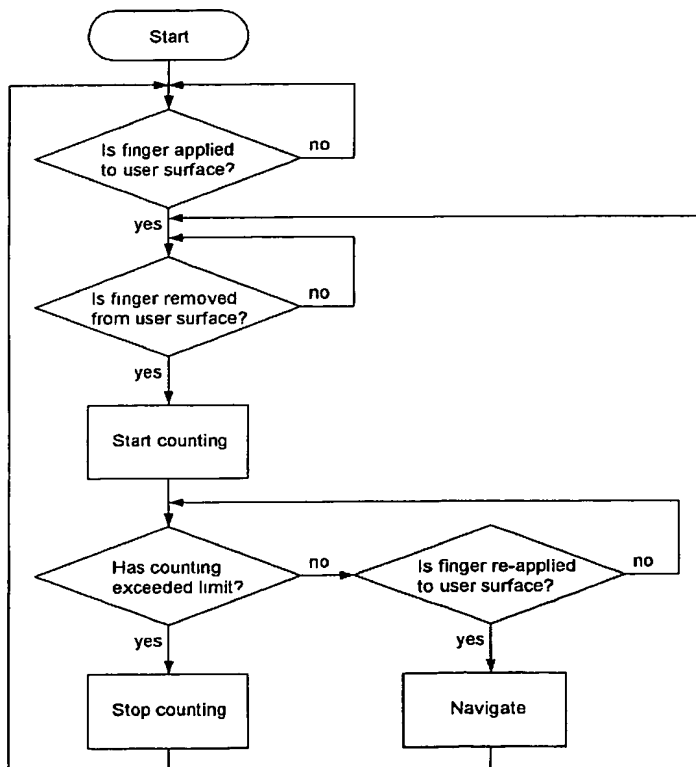 Start
Is finger applied
to user surface?
no
yes
Is finger removed
from user surface?
no
yes
Start counting
Has counting
exceeded limit?
no
Is finger re-applied
to user surface?
no
yes
yes
Stop counting
Navigate